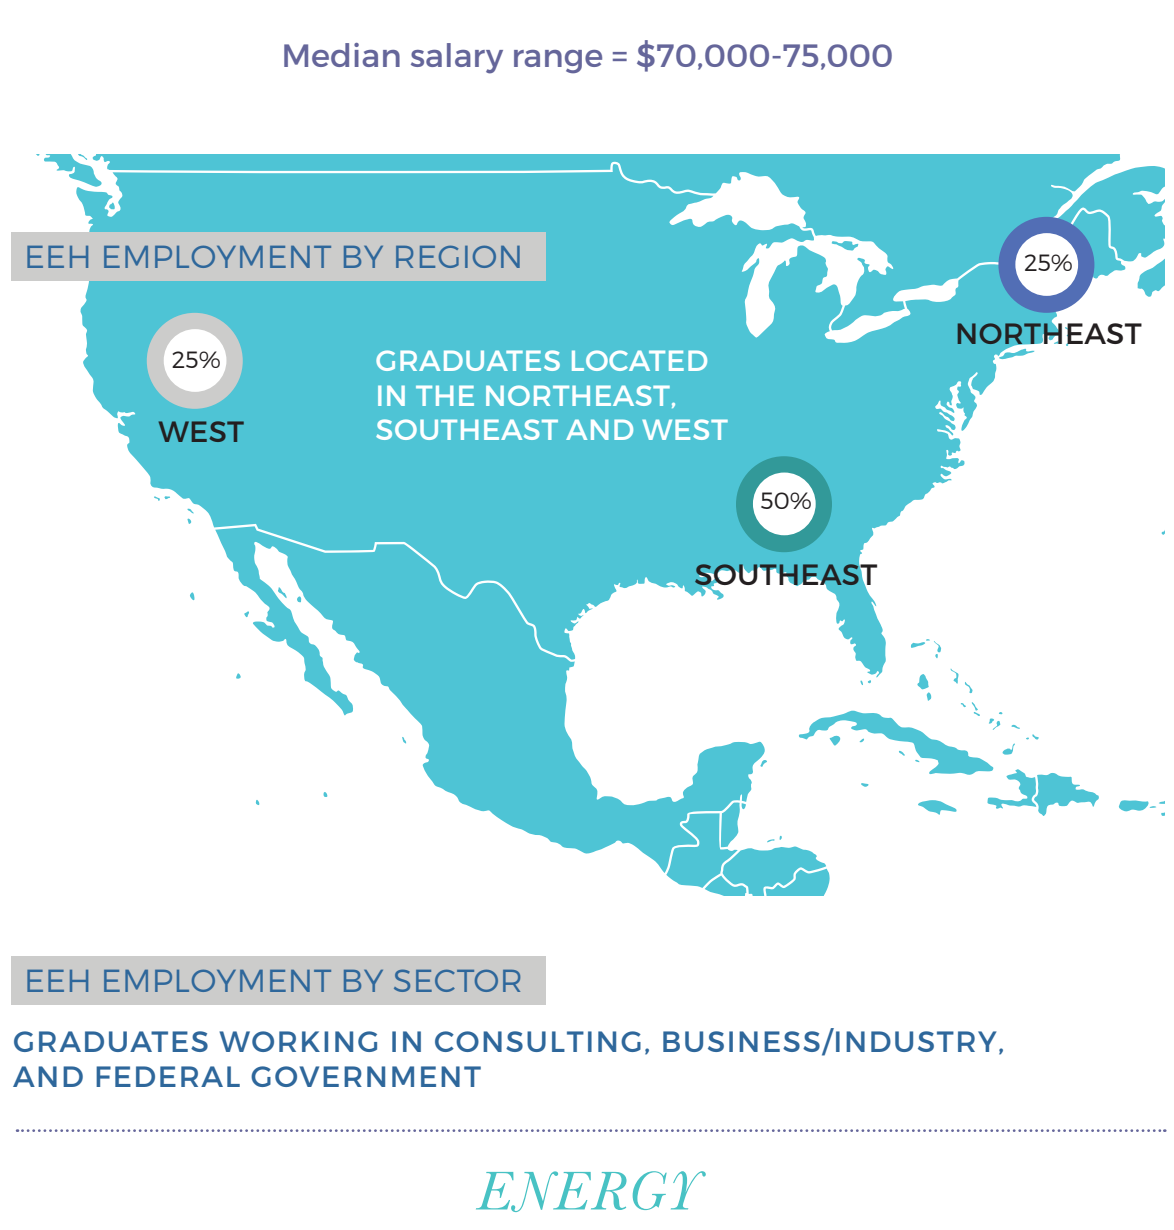 Median salary range = $70,000-75,000
EEH EMPLOYMENT BY REGION
25%
NORTHEAST
25%
WEST
GRADUATES LOCATED
IN THE NORTHEAST,
SOUTHEAST AND WEST
50%
SOUTHEAST
EEH EMPLOYMENT BY SECTOR
GRADUATES WORKING IN CONSULTING, BUSINESS/INDUSTRY,
AND FEDERAL GOVERNMENT
ENERGY